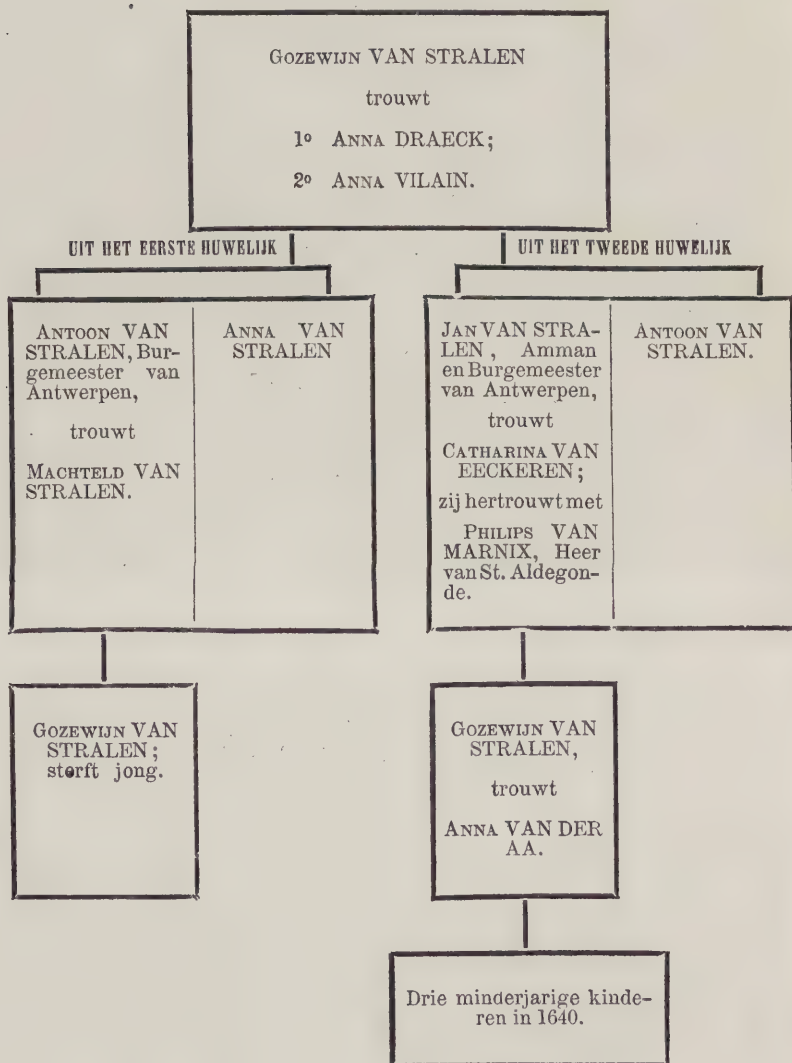 Gozewijn VAN STRALEN
trouwt
1º Anna DRAECK;
2º Anna VILAIN.
UIT HET EERSTE HUWELIJK
Antoon VAN
STRALEN, Bur-
gemeester van
Antwerpen,
trouwt
Machteld VAN
STRALEN.
Anna VAN
STRALEN
Gozewijn VAN
STRALEN;
sterft jong.
UIT HET TWEEDE HUWELIJK
Jan VAN STRA-
LEN, Amman
en Burgemeester
van Antwerpen,
trouwt
Catharina VAN
EECKEREN;
zij hertrouwt met
Philips VAN
MARNIX, Heer
van St. Aldegon-
de.
Antoon VAN
STRALEN.
Gozewijn VAN
STRALEN,
trouwt
Anna VAN DER
AA.
Drie minderjarige kinde-
ren in 1640.